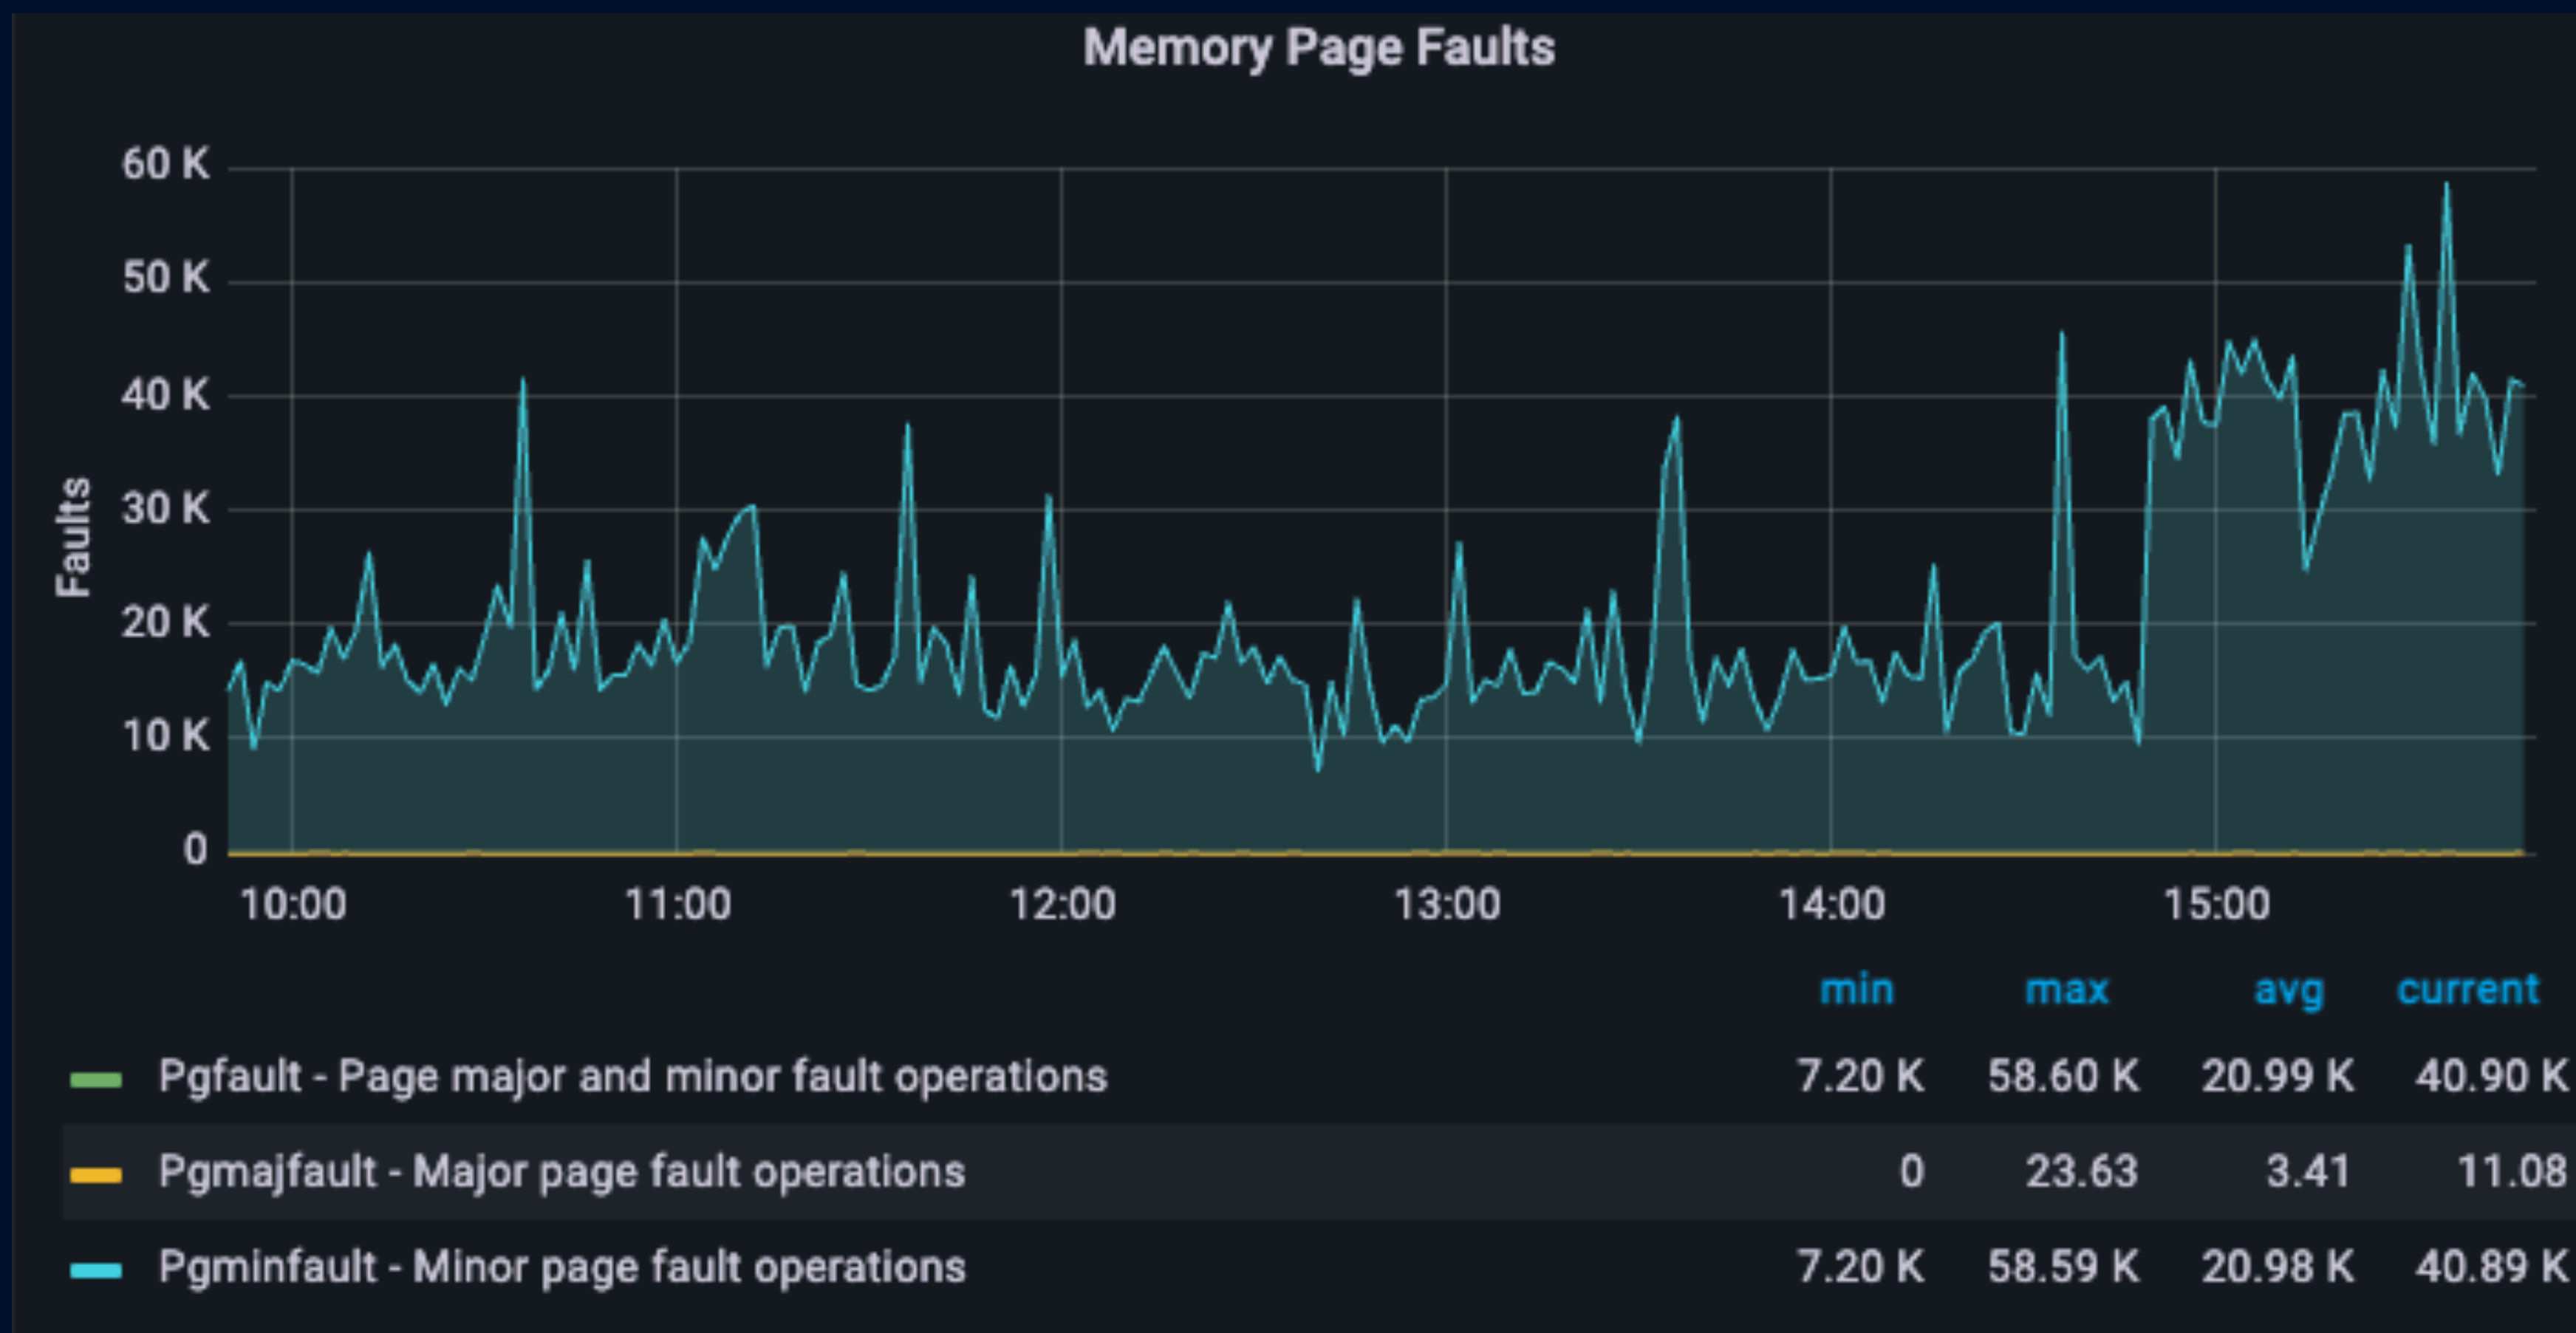 Memory Page Faults
60 K
50 K
40 K
30 K
20 K
10 K
0
Faults
10:00 11:00 12:00 13:00 14:00 15:00
min max avg current
Pgfault - Page major and minor fault operations 7.20 K 58.60 K 20.99 K 40.90 K
Pgmajfault - Major page fault operations 0 23.63 3.41 11.08
Pgminfault - Minor page fault operations 7.20 K 58.59 K 20.98 K 40.89 K